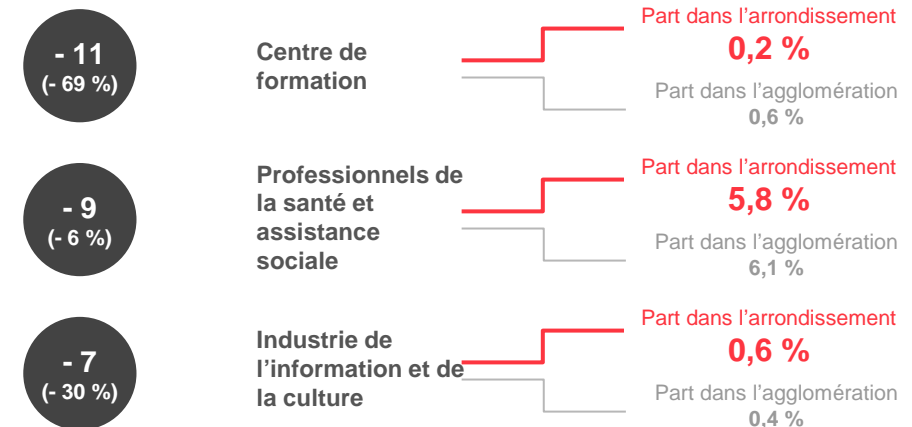 - 11
(- 69 %)
Centre de
formation
Part dans l’arrondissement
0,2 %
Part dans l’agglomération
0,6 %
- 9
(- 6 %)
Professionnels de
la santé et
assistance
sociale
Part dans l’arrondissement
5,8 %
Part dans l’agglomération
6,1 %
- 7
(- 30 %)
Industrie de
l’information et de
la culture
Part dans l’arrondissement
0,6 %
Part dans l’agglomération
0,4 %